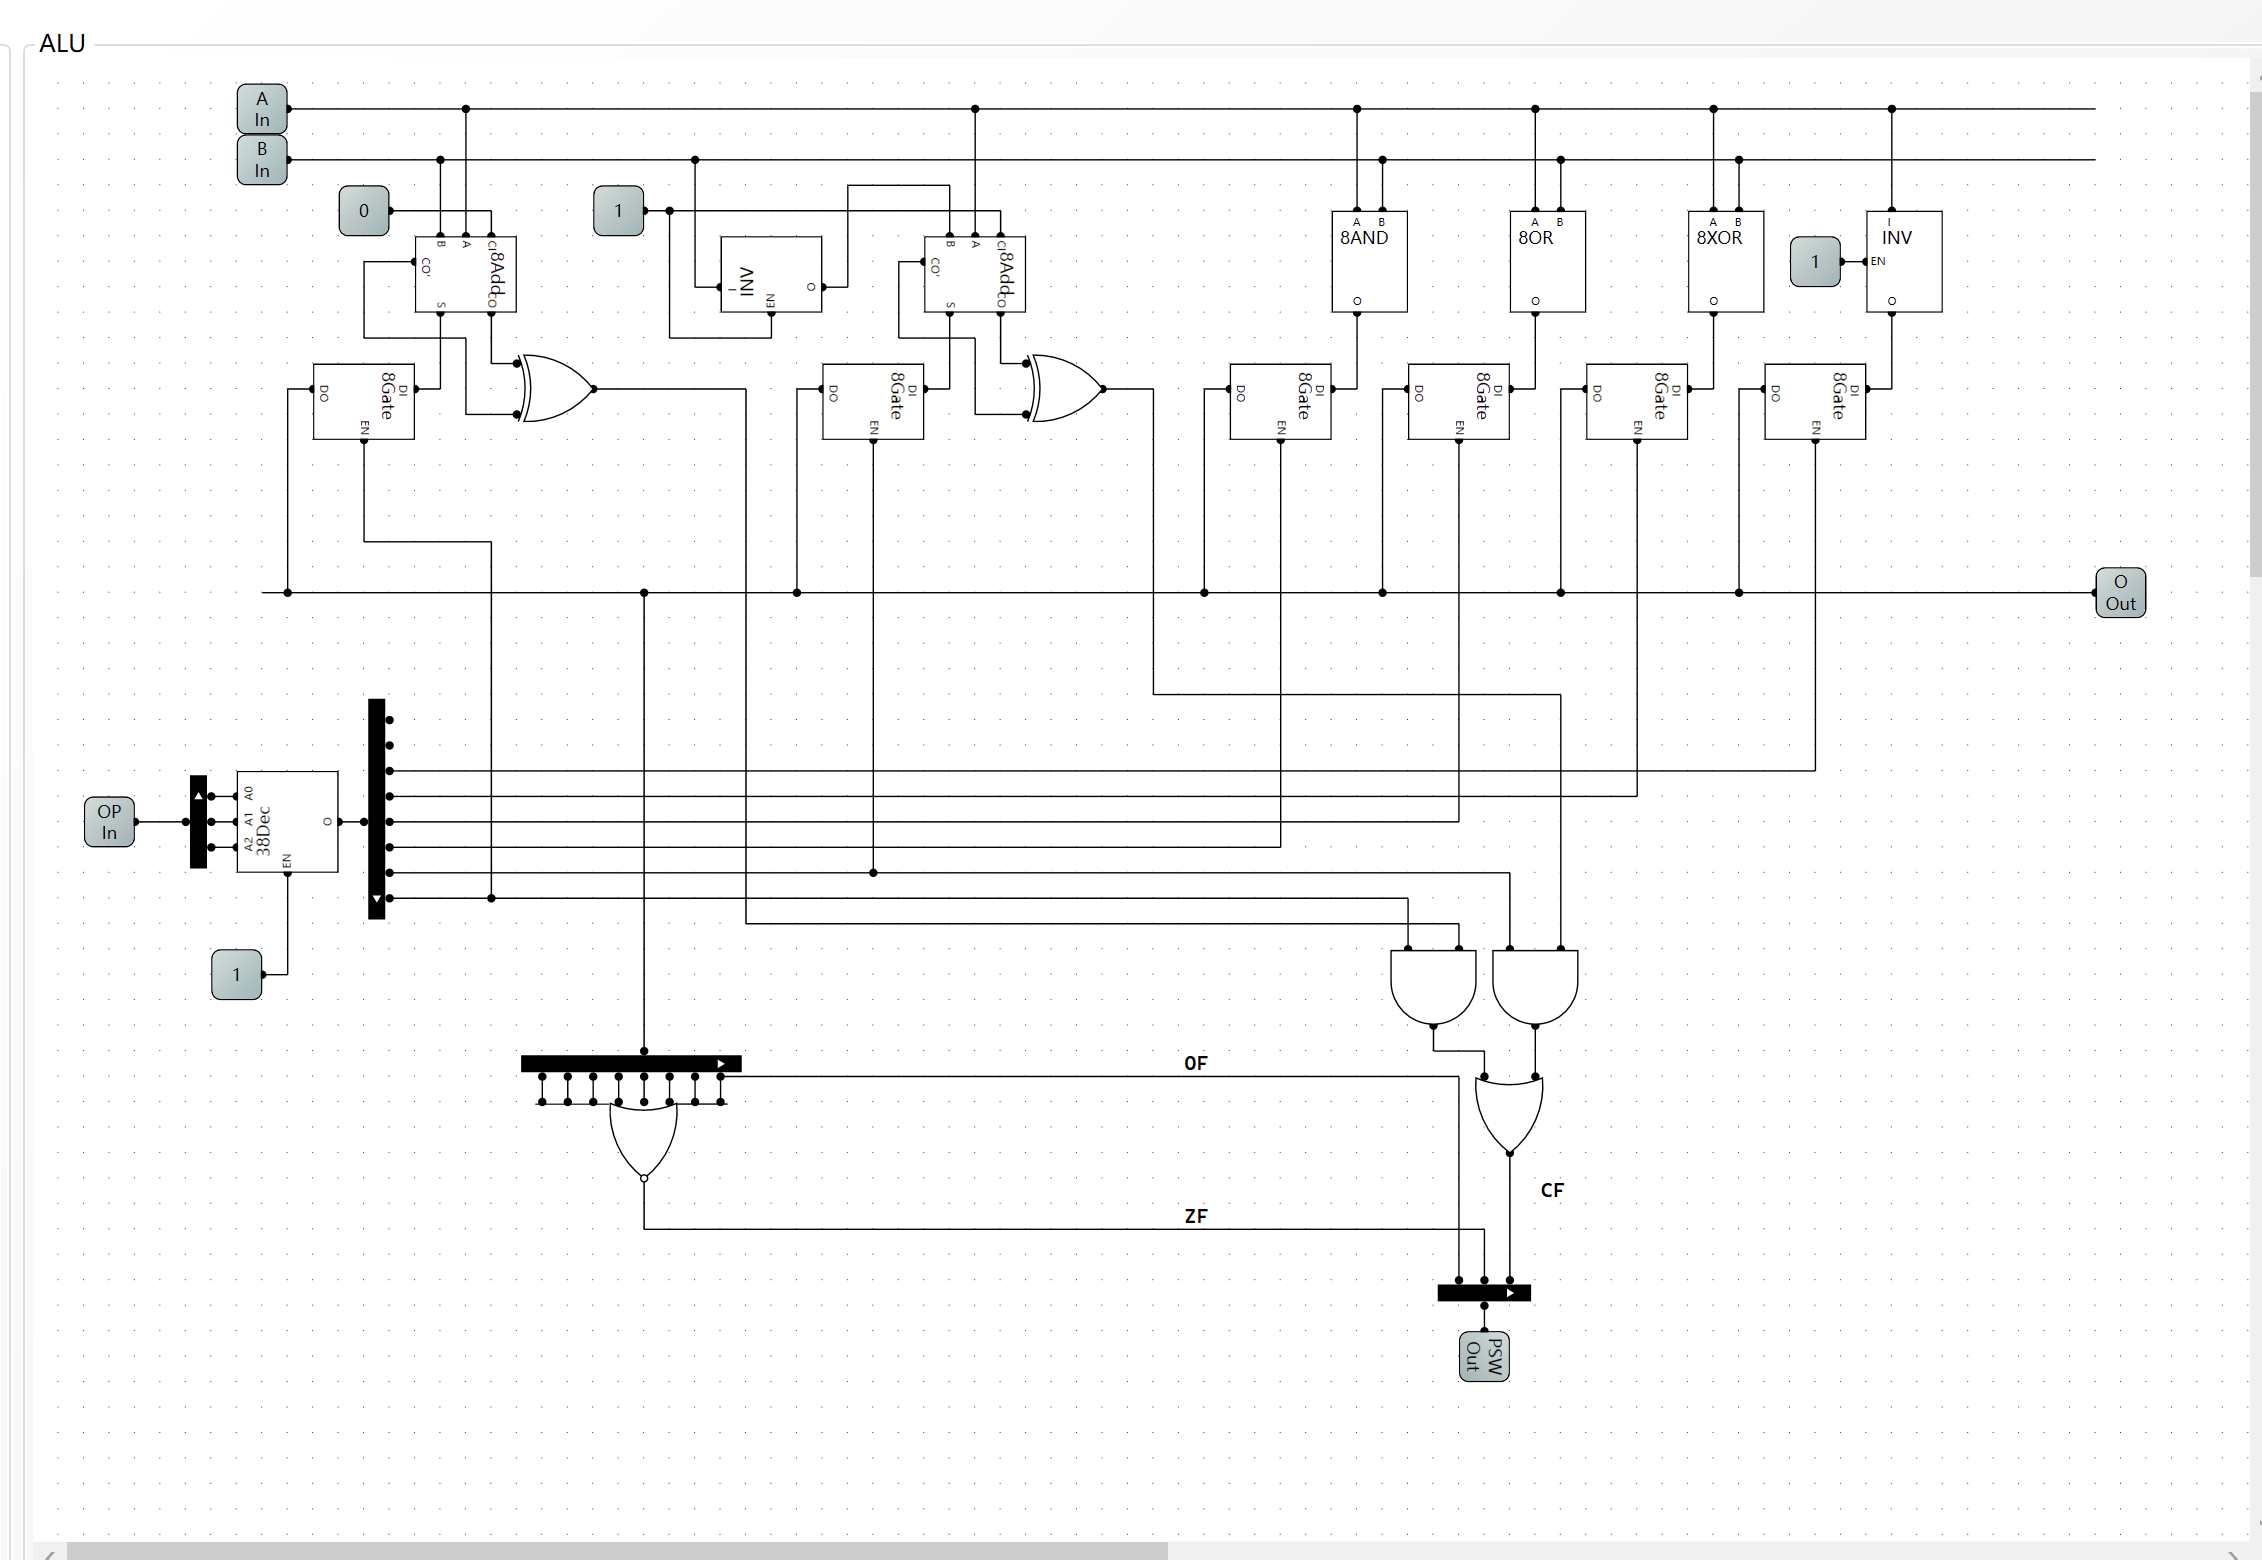 ALU
A
In
B
In
0
1
B
A
CI
8Add
CO'
S
CO
I
INV
O
EN
B
A
CI
8Add
CO'
S
CO
A
B
8AND
O
A
B
8OR
O
A
B
8XOR
O
1
I
INV
EN
O
DO
8Gate
DI
EN
DO
8Gate
DI
EN
DO
8Gate
DI
EN
DO
8Gate
DI
EN
DO
8Gate
DI
EN
DO
8Gate
DI
EN
O
Out
OP
In
A0
A1
A2
38Dec
O
EN
1
OF
CF
ZF
PSW
Out